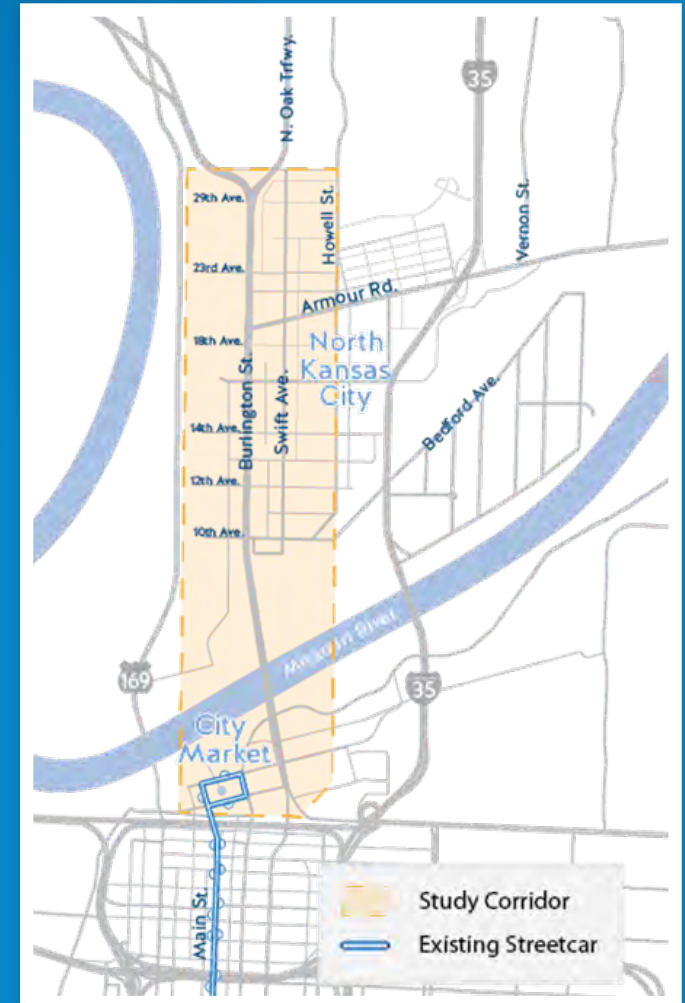 N. Oak Trfwy.
35
29th Ave.
Howell St.
Vernon St.
23rd Ave.
Armour Rd.
18th Ave.
North
Kansas
City
Burlington St.
Swift Ave.
Bedford Ave.
14th Ave.
12th Ave.
10th Ave.
Missouri River
169
35
City
Market
Main St.
Study Corridor
Existing Streetcar